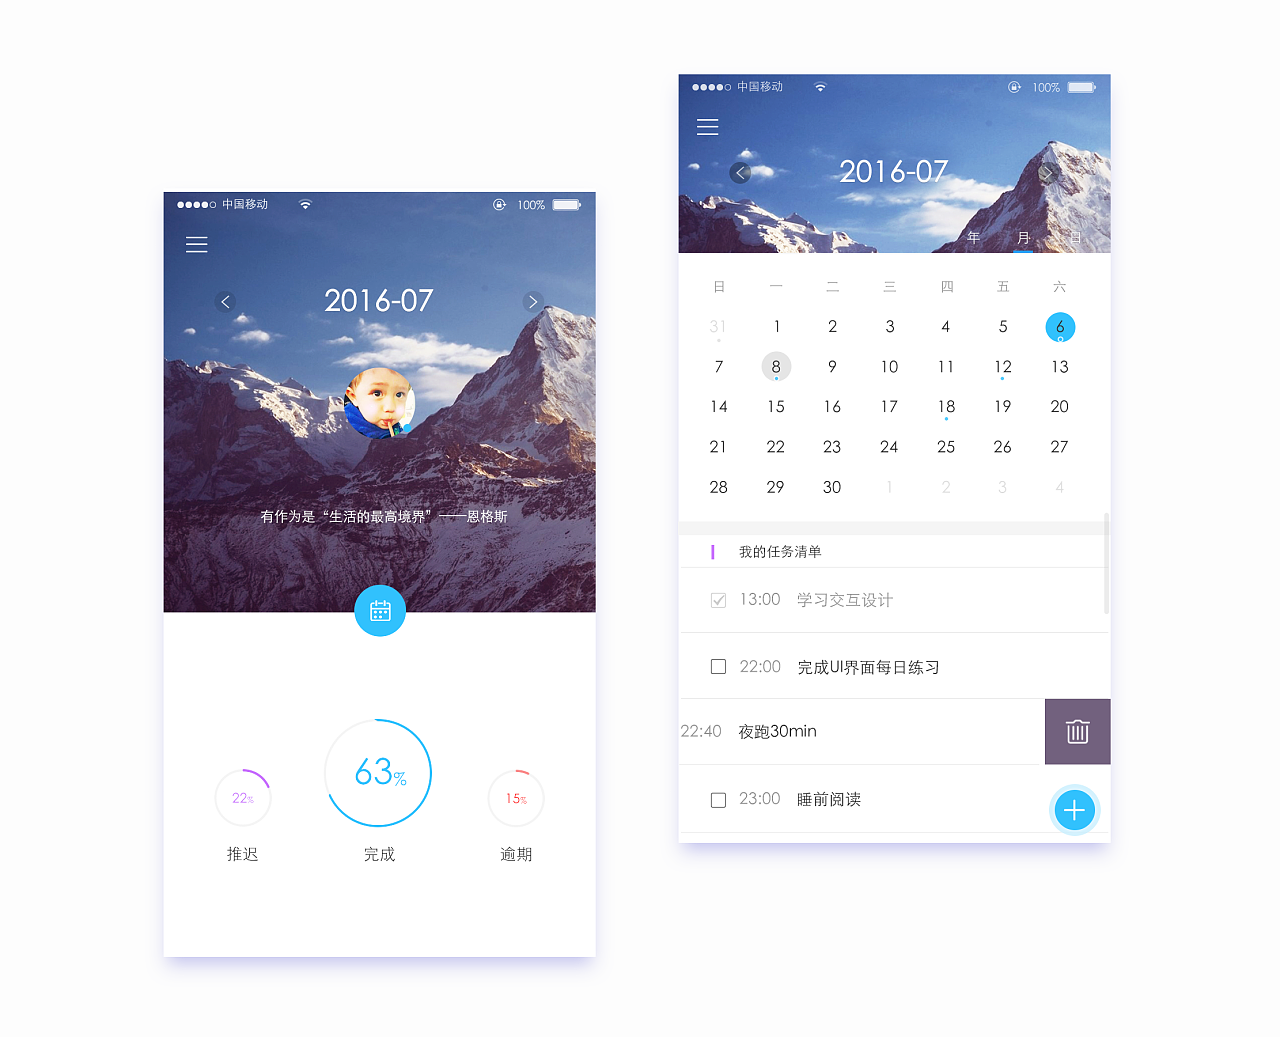 中国移动 100%
2016-07
有作为是“生活的最高境界”——恩格斯
22% 63% 15%
推迟 完成 逾期
中国移动 100%
2016-07
年 月 日
日 一 二 三 四 五 六
31 1 2 3 4 5 6
7 8 9 10 11 12 13
14 15 16 17 18 19 20
21 22 23 24 25 26 27
28 29 30 1 2 3 4
我的任务清单
13:00 学习交互设计
22:00 完成UI界面每日练习
22:40 夜跑30min
23:00 睡前阅读